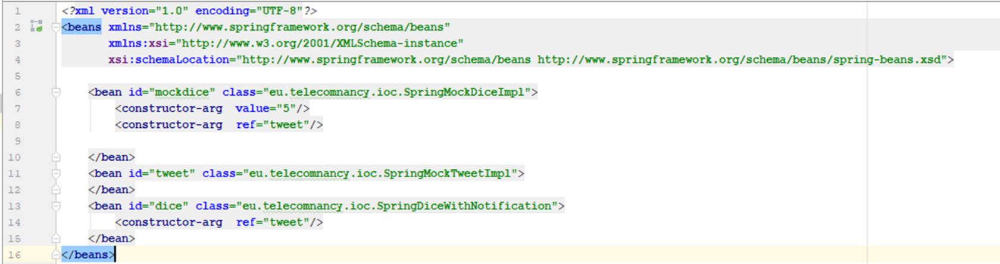 1 <?xml version="1.0" encoding="UTF-8"?>
2 <beans xmlns="http://www.springframework.org/schema/beans"
3 xmlns:xsi="http://www.w3.org/2001/XMLSchema-instance"
4 xsi:schemaLocation="http://www.springframework.org/schema/beans http://www.springframework.org/schema/beans/spring-beans.xsd">
5
6 <bean id="mockdice" class="eu.telecomnancy.ioc.SpringMockDiceImpl">
7 <constructor-arg  value="5"/>
8 <constructor-arg  ref="tweet"/>
9
10 </bean>
11 <bean id="tweet" class="eu.telecomnancy.ioc.SpringMockTweetImpl">
12 </bean>
13 <bean id="dice" class="eu.telecomnancy.ioc.SpringDiceWithNotification">
14 <constructor-arg  ref="tweet"/>
15 </bean>
16 </beans>